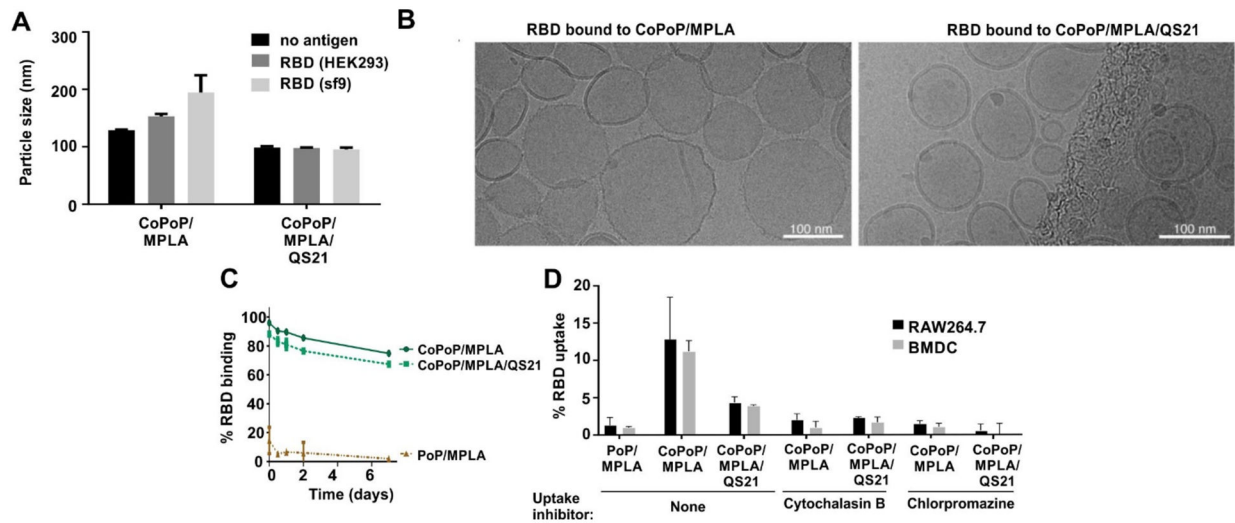 A
300
200
100
0
Particle size (nm)
no antigen
RBD (HEK293)
RBD (sf9)
CoPoP/
MPLA
CoPoP/
MPLA/
QS21
B
RBD bound to CoPoP/MPLA
100 nm
RBD bound to CoPoP/MPLA/QS21
100 nm
C
100
80
60
40
20
0
% RBD binding
0 2 4 6
Time (days)
CoPoP/MPLA
CoPoP/MPLA/QS21
PoP/MPLA
D
20
15
10
5
0
% RBD uptake
RAW264.7
BMDC
PoP/
MPLA
CoPoP/
MPLA
CoPoP/
MPLA/
QS21
CoPoP/
MPLA
CoPoP/
MPLA/
QS21
CoPoP/
MPLA
CoPoP/
MPLA/
QS21
Uptake
inhibitor:
None
Cytochalasin B
Chlorpromazine